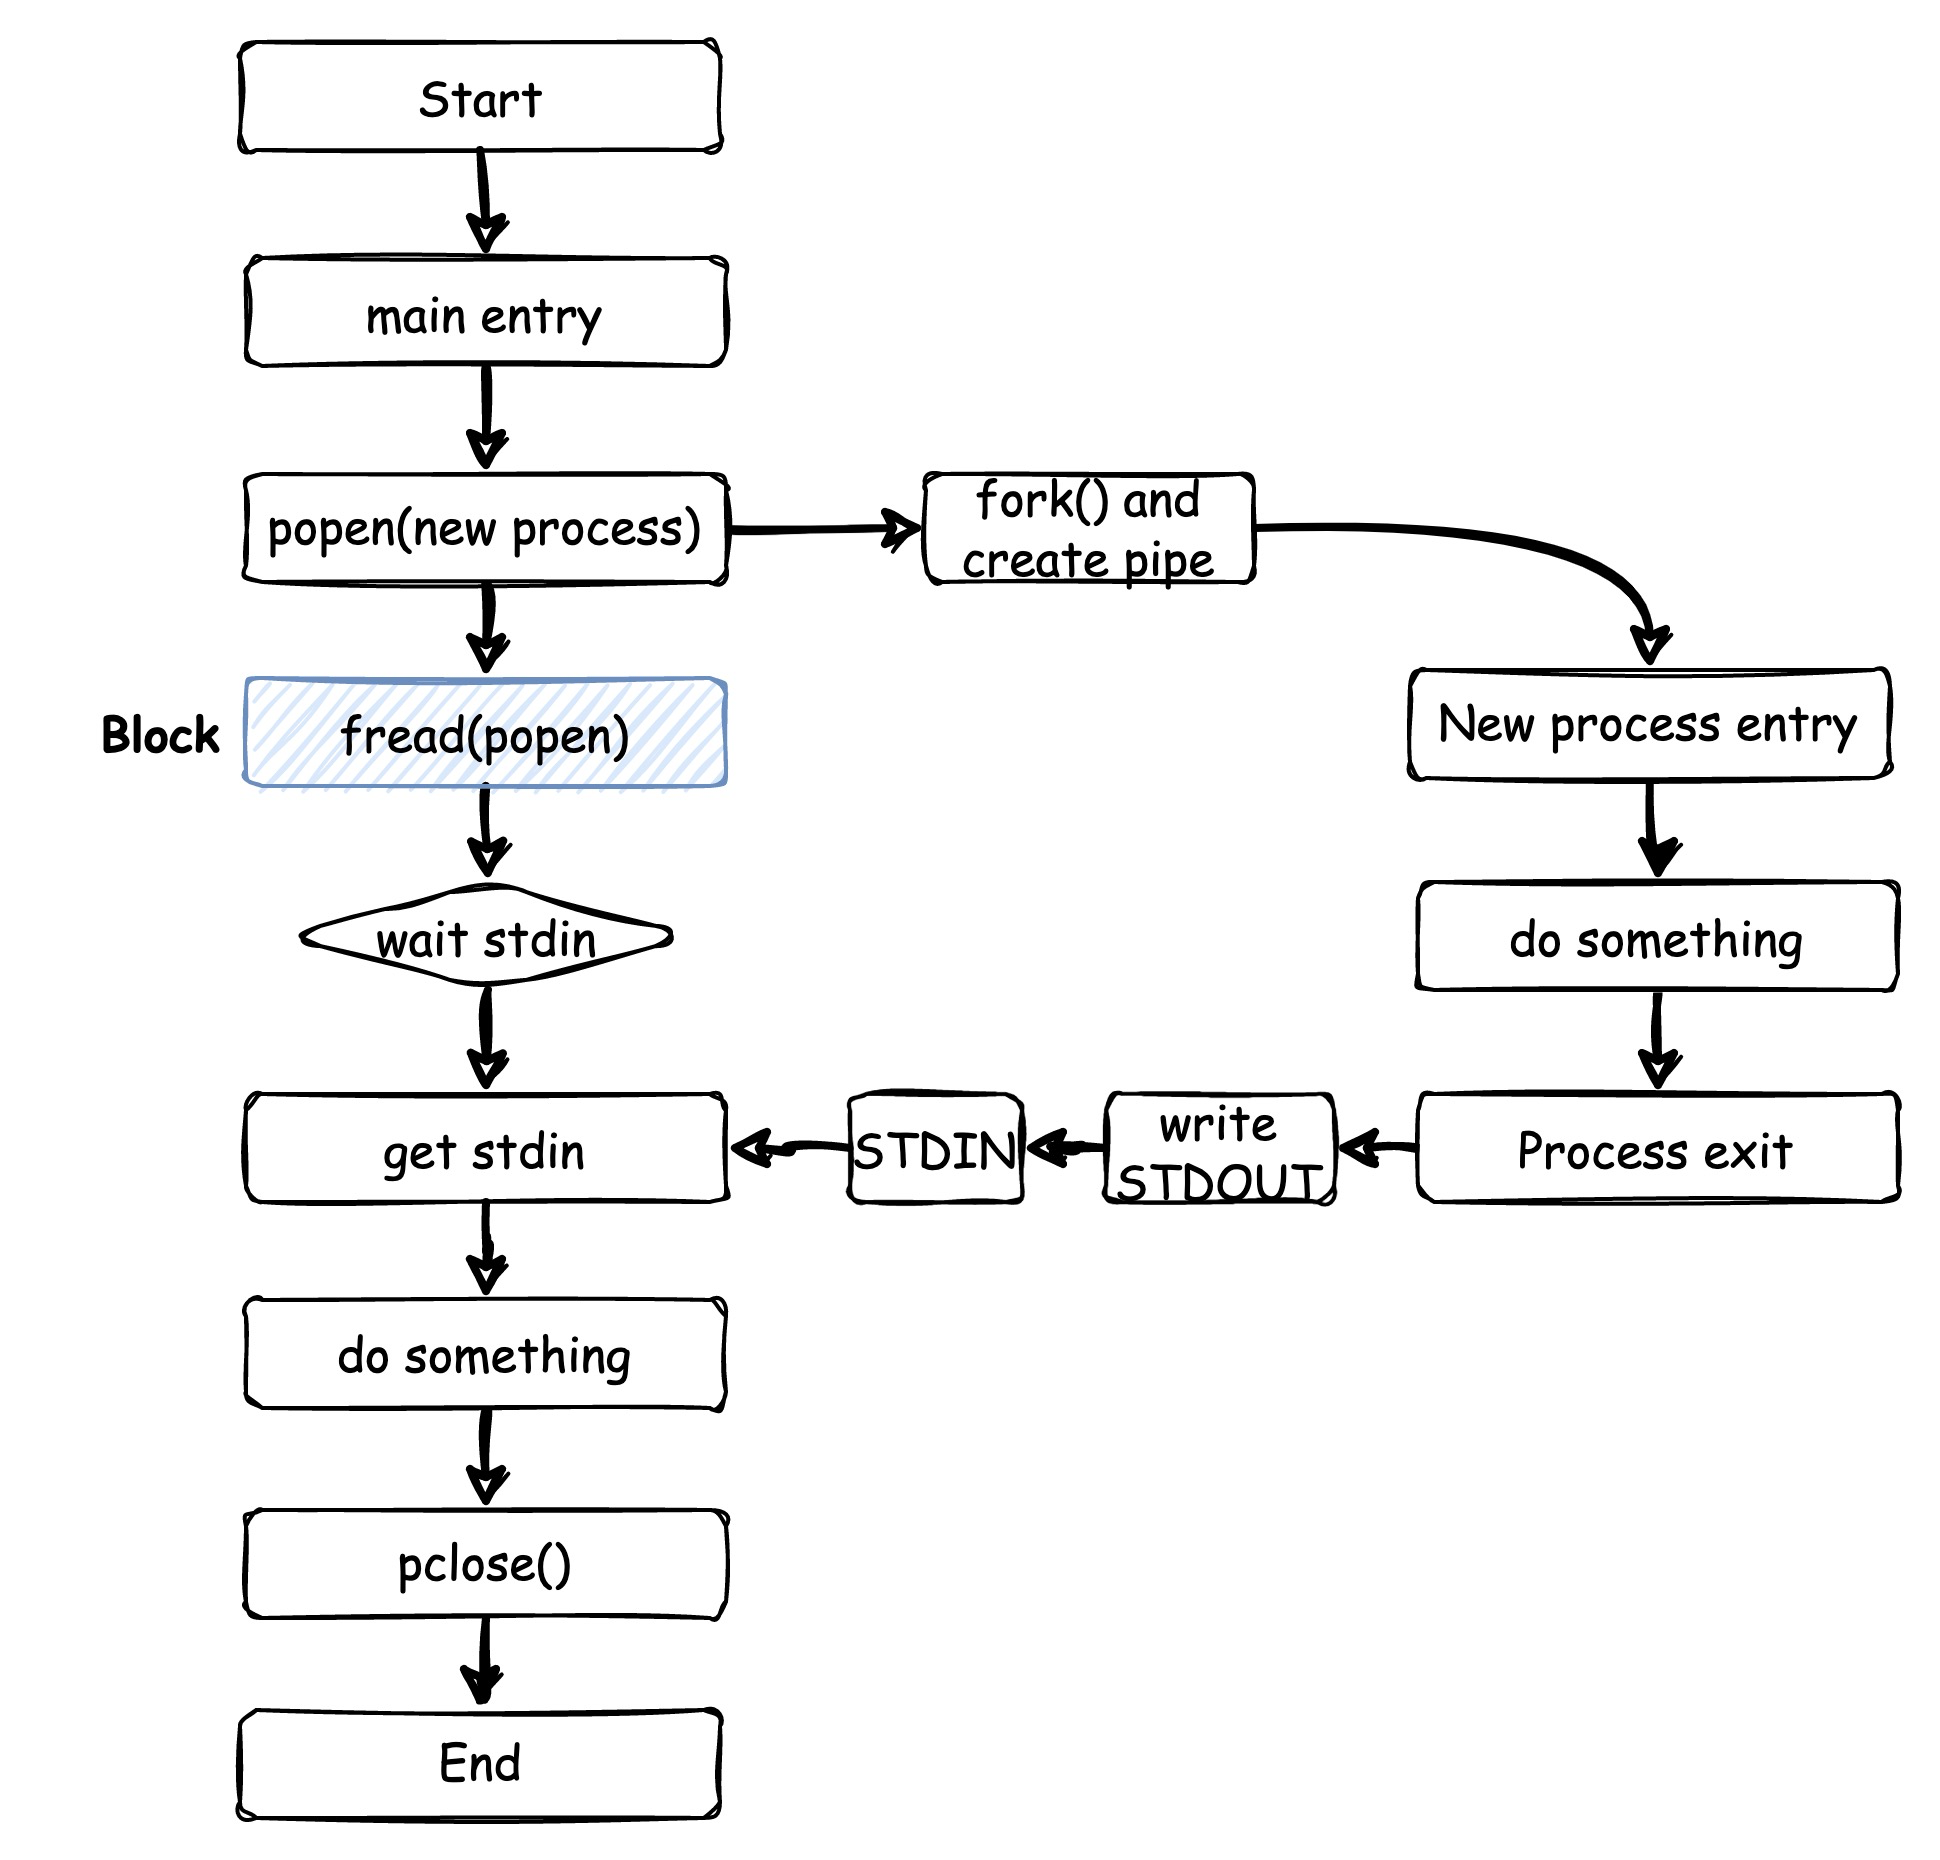 Start
main entry
popen(new process)
fork() and
create pipe
Block
fread(popen)
New process entry
wait stdin
do something
get stdin
STDIN
write
STDOUT
Process exit
do something
pclose()
End